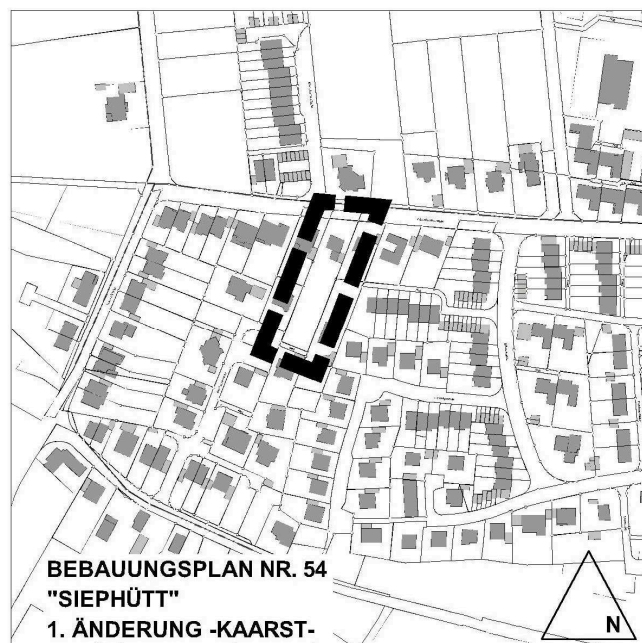 BEBAUUNGSPLAN NR. 54
"SIEPHÜTT"
1. ÄNDERUNG -KAARST-
N